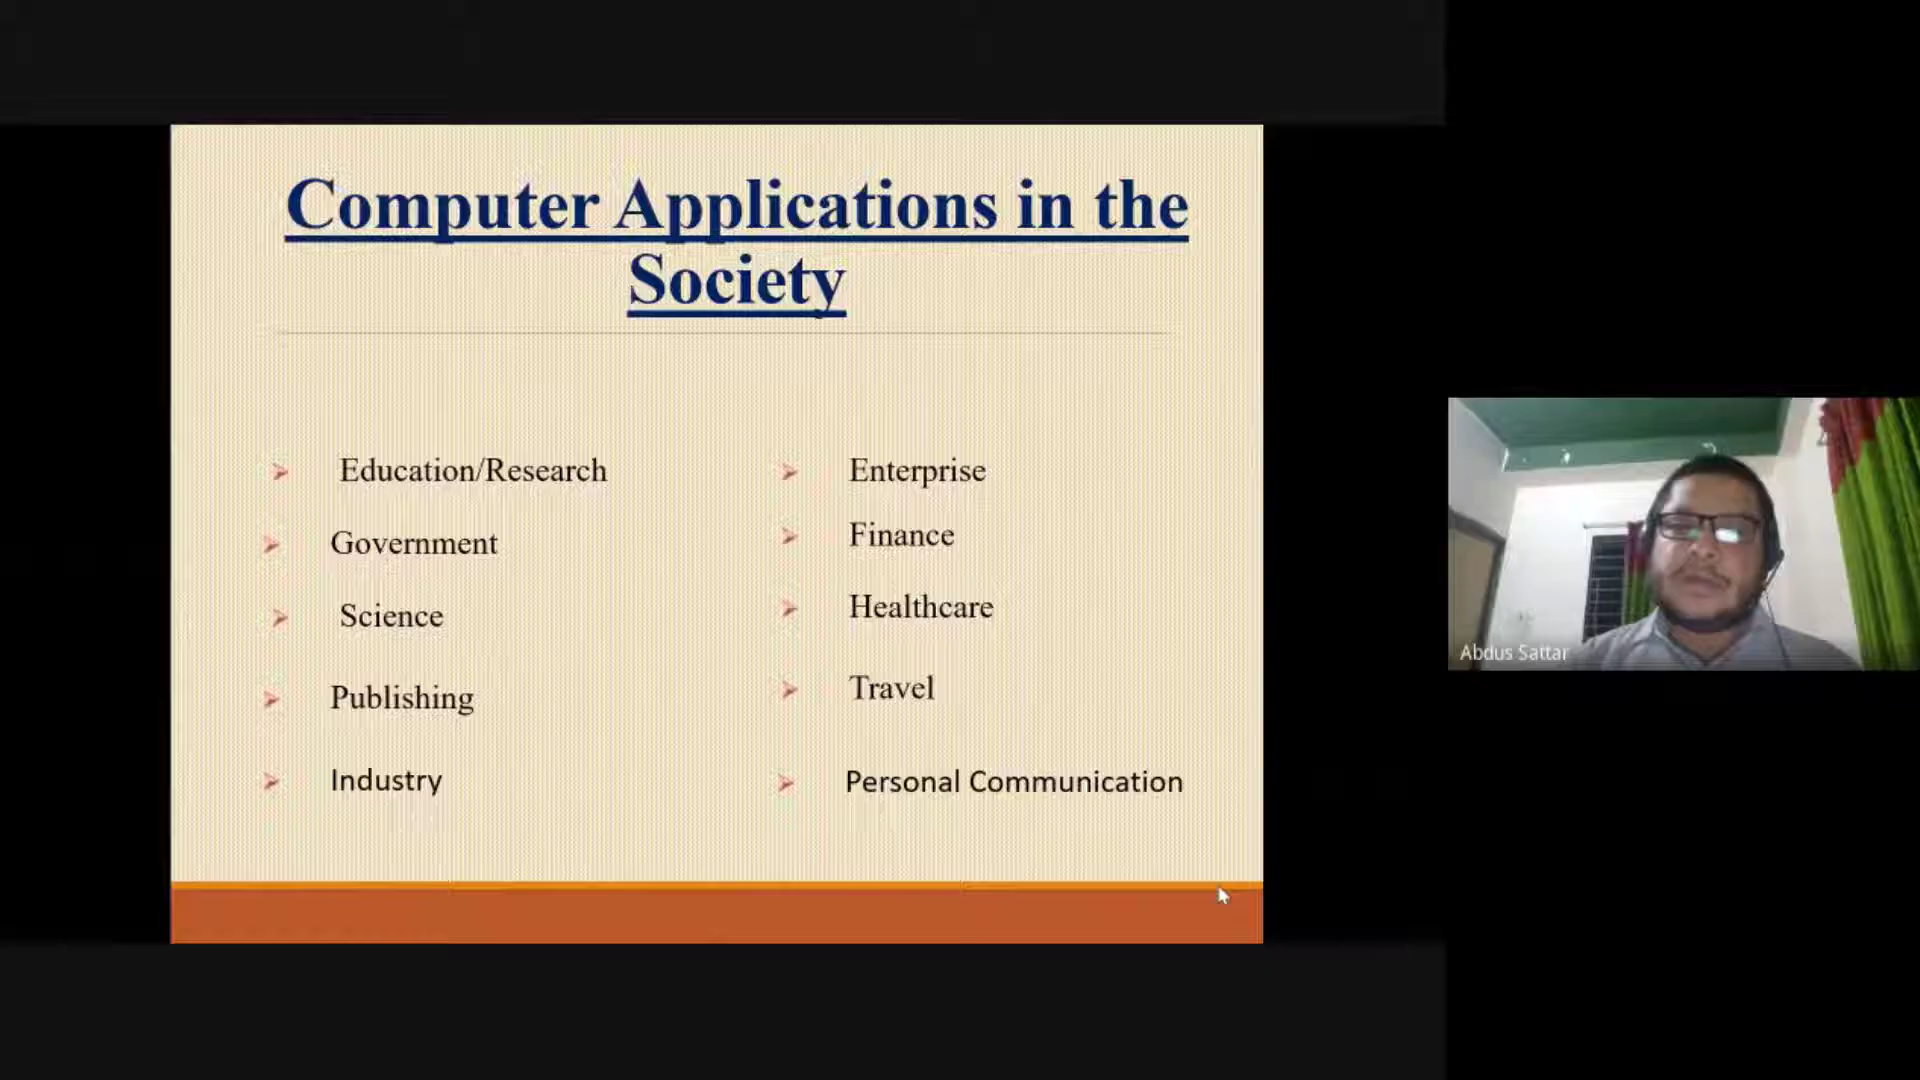 Computer Applications in the
Society
Education/Research
Government
Science
Publishing
Industry
Enterprise
Finance
Healthcare
Travel
Personal Communication
Abdus Sattar